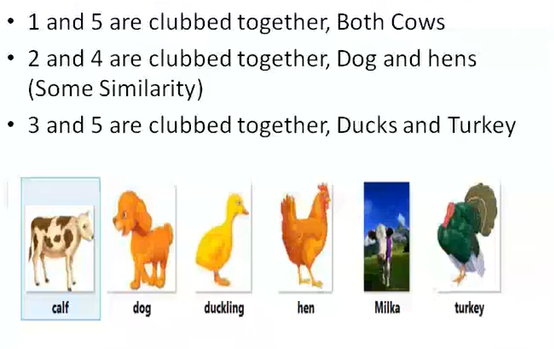 • 1 and 5 are clubbed together, Both Cows
• 2 and 4 are clubbed together, Dog and hens
(Some Similarity)
• 3 and 5 are clubbed together, Ducks and Turkey
calf dog duckling hen Milka turkey